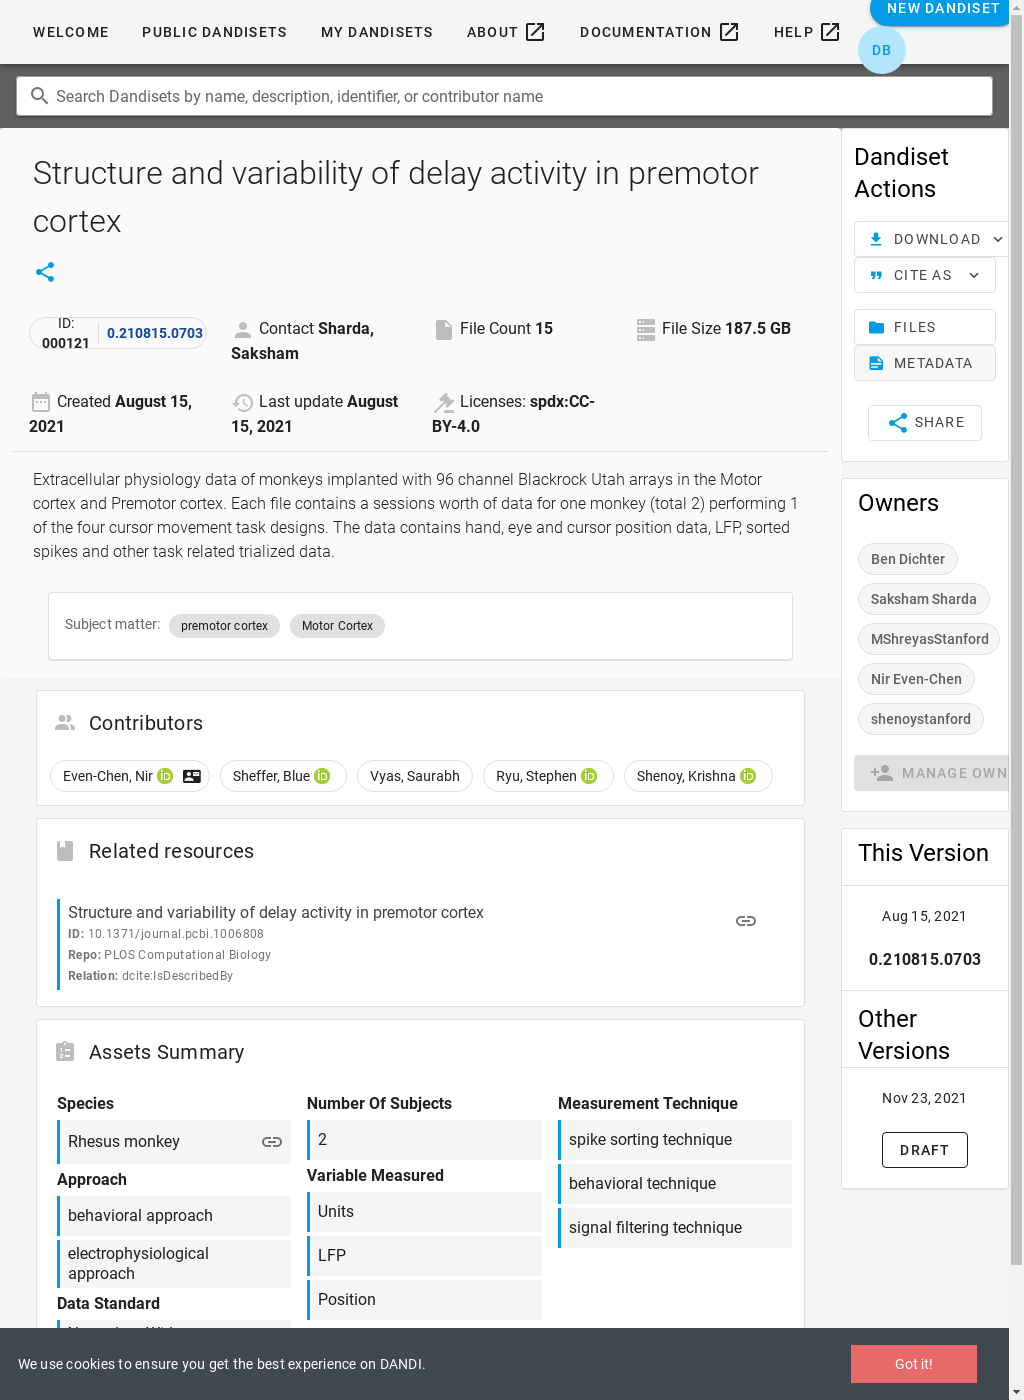 WELCOME PUBLIC DANDISETS MY DANDISETS ABOUT DOCUMENTATION HELP
NEW DANDISET
DB
Search Dandisets by name, description, identifier, or contributor name
Structure and variability of delay activity in premotor
cortex
ID:
000121
0.210815.0703
Contact Sharda,
Saksham
File Count 15
File Size 187.5 GB
Created August 15,
2021
Last update August
15, 2021
Licenses: spdx:CC-
BY-4.0
Extracellular physiology data of monkeys implanted with 96 channel Blackrock Utah arrays in the Motor
cortex and Premotor cortex. Each file contains a sessions worth of data for one monkey (total 2) performing 1
of the four cursor movement task designs. The data contains hand, eye and cursor position data, LFP, sorted
spikes and other task related trialized data.
Subject matter: premotor cortex Motor Cortex
Contributors
Even-Chen, Nir iD Sheffer, Blue iD Vyas, Saurabh Ryu, Stephen iD Shenoy, Krishna iD
Related resources
Structure and variability of delay activity in premotor cortex
ID: 10.1371/journal.pcbi.1006808
Repo: PLOS Computational Biology
Relation: dcite:IsDescribedBy
Assets Summary
Species
Rhesus monkey
Approach
behavioral approach
electrophysiological
approach
Data Standard
Number Of Subjects
2
Variable Measured
Units
LFP
Position
Measurement Technique
spike sorting technique
behavioral technique
signal filtering technique
Dandiset
Actions
DOWNLOAD
CITE AS
FILES
METADATA
SHARE
Owners
Ben Dichter
Saksham Sharda
MShreyasStanford
Nir Even-Chen
shenoystanford
MANAGE OWN
This Version
Aug 15, 2021
0.210815.0703
Other
Versions
Nov 23, 2021
DRAFT
We use cookies to ensure you get the best experience on DANDI.
Got it!